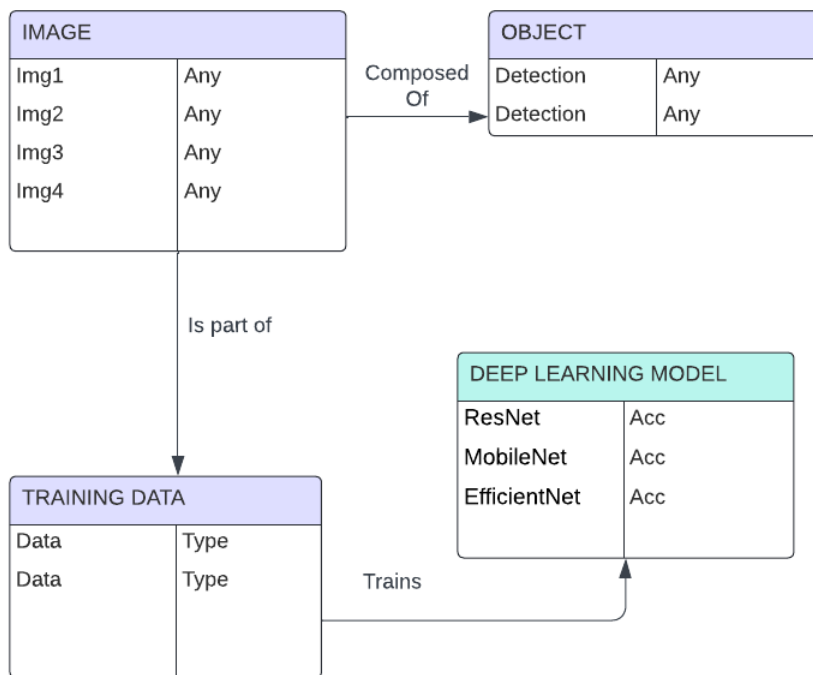 IMAGE
Img1 Any
Img2 Any
Img3 Any
Img4 Any
Composed
Of
OBJECT
Detection Any
Detection Any
Is part of
DEEP LEARNING MODEL
ResNet Acc
MobileNet Acc
EfficientNet Acc
TRAINING DATA
Data Type
Data Type
Trains